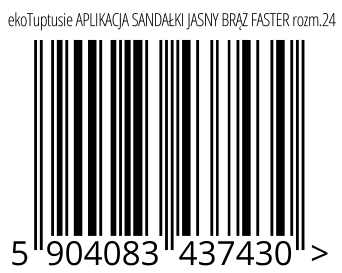 ekoTuptusie APLIKACJA SANDAŁKI JASNY BRĄZ FASTER rozm.24
5 904083 437430 >